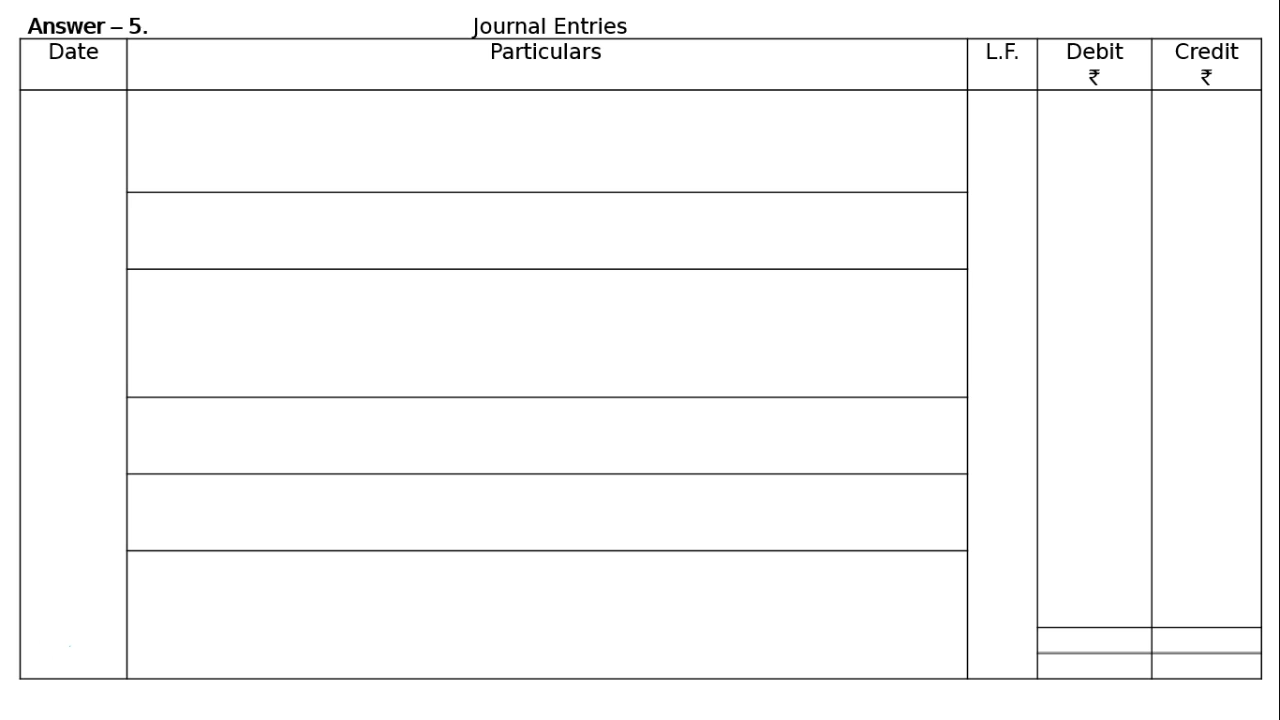 Answer – 5. Journal Entries
Date Particulars L.F. Debit Credit
₹ ₹